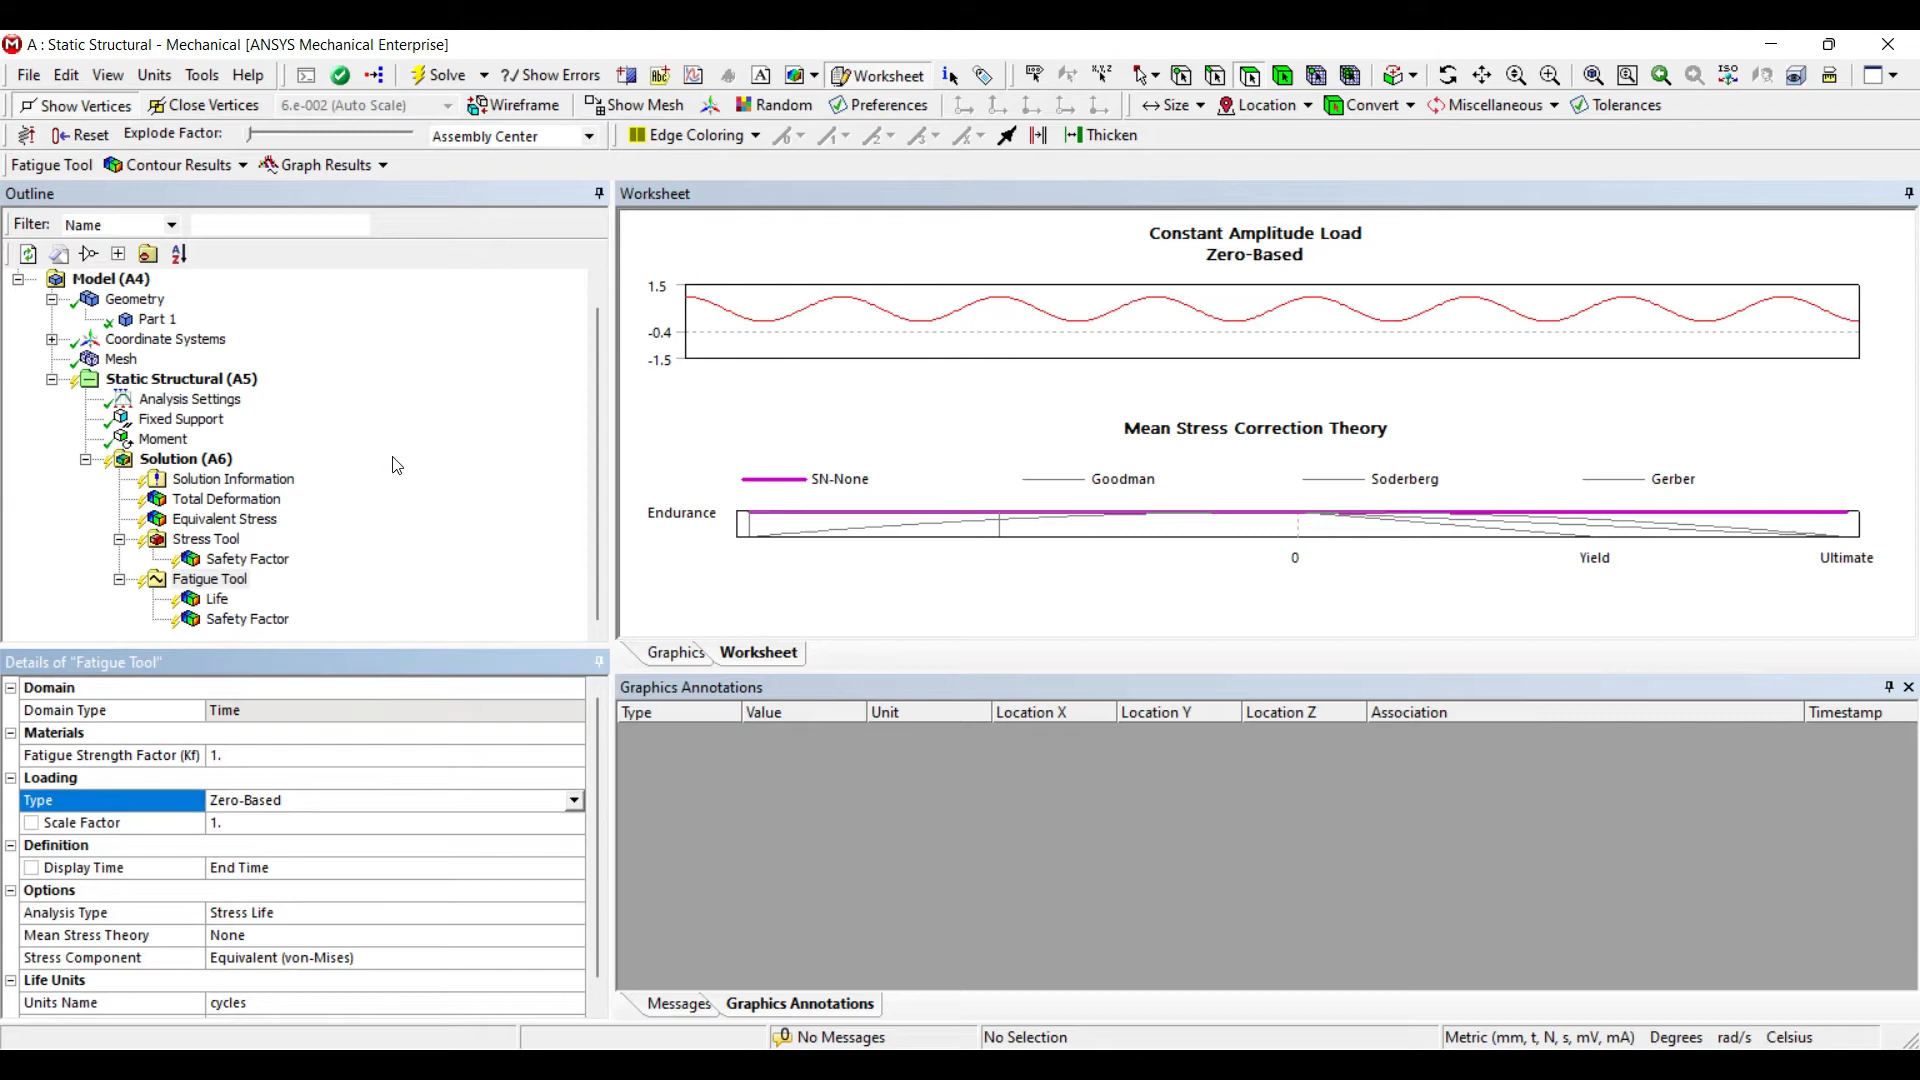 A : Static Structural - Mechanical [ANSYS Mechanical Enterprise]
File Edit View Units Tools Help Solve ?/ Show Errors Worksheet
Show Vertices Close Vertices 6.e-002 (Auto Scale) Wireframe Show Mesh Random Preferences Size Location Convert Miscellaneous Tolerances
Reset Explode Factor: Assembly Center Edge Coloring Thicken
Fatigue Tool Contour Results Graph Results
Outline
Filter: Name
Model (A4)
Geometry
Part 1
Coordinate Systems
Mesh
Static Structural (A5)
Analysis Settings
Fixed Support
Moment
Solution (A6)
Solution Information
Total Deformation
Equivalent Stress
Stress Tool
Safety Factor
Fatigue Tool
Life
Safety Factor
Details of "Fatigue Tool"
Domain
Domain Type Time
Materials
Fatigue Strength Factor (Kf) 1.
Loading
Type Zero-Based
Scale Factor 1.
Definition
Display Time End Time
Options
Analysis Type Stress Life
Mean Stress Theory None
Stress Component Equivalent (von-Mises)
Life Units
Units Name cycles
Worksheet
Constant Amplitude Load
Zero-Based
1.5
-0.4
-1.5
Mean Stress Correction Theory
SN-None Goodman Soderberg Gerber
Endurance
0 Yield Ultimate
Graphics Worksheet
Graphics Annotations
Type Value Unit Location X Location Y Location Z Association Timestamp
Messages Graphics Annotations
No Messages No Selection Metric (mm, t, N, s, mV, mA) Degrees rad/s Celsius